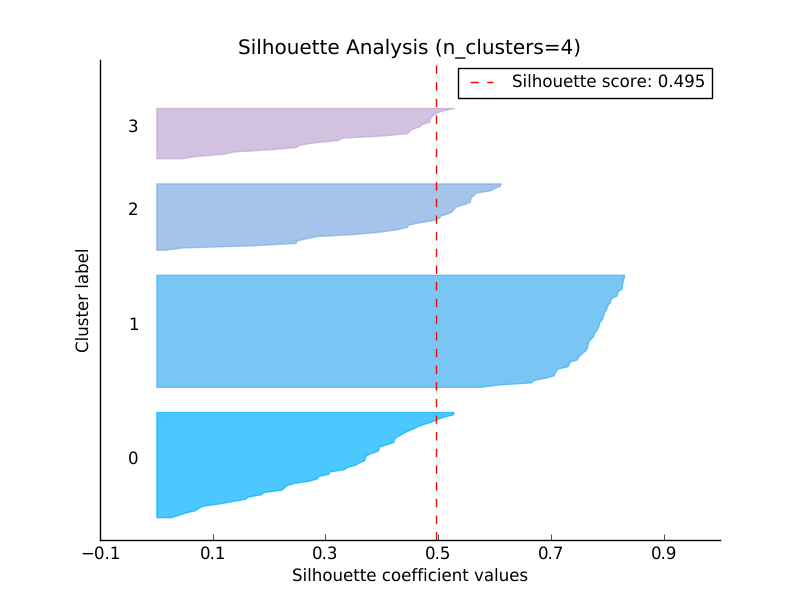 Silhouette Analysis (n_clusters=4)
Silhouette score: 0.495
3
2
1
0
Cluster label
−0.1 0.1 0.3 0.5 0.7 0.9
Silhouette coefficient values